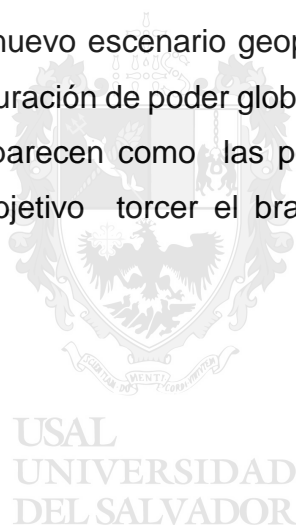 nuevo escenario geop
uración de poder glob
parecen como las p
bjetivo torcer el bra
USAL
UNIVERSIDAD
DEL SALVADOR